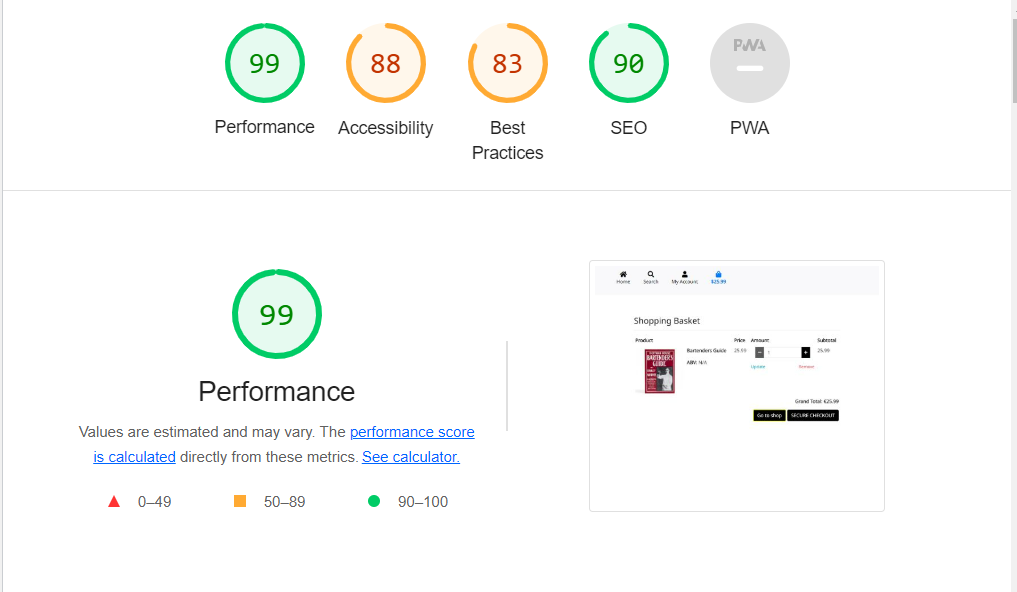 99
88
83
90
PWA
Performance
Accessibility
Best
Practices
SEO
PWA
99
Performance
Values are estimated and may vary. The performance score
is calculated directly from these metrics. See calculator.
0–49
50–89
90–100
Home
Search
My Account
€25.99
Shopping Basket
Product
Price
Amount
Subtotal
BARTENDERS
GUIDE
Bartenders Guide
25.99
−
1
+
25.99
ABV: N/A
Update
Remove
Grand Total: €25.99
Go to shop
SECURE CHECKOUT